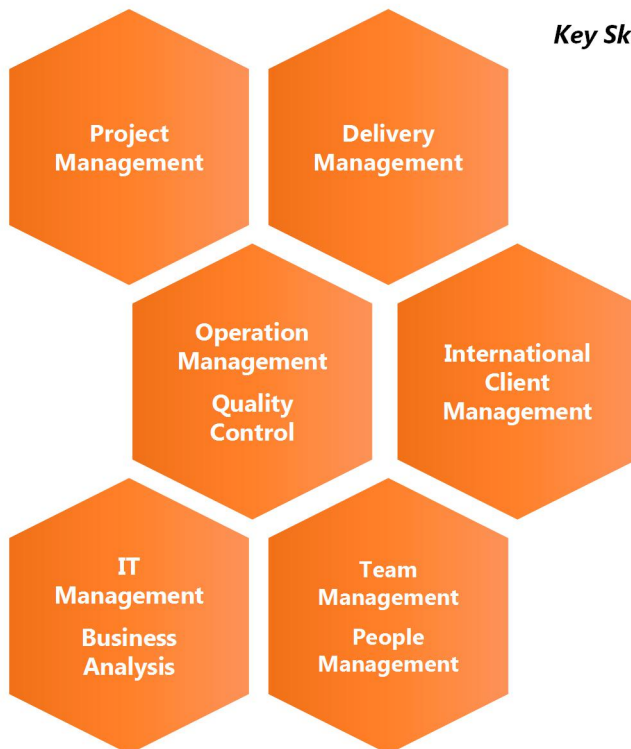 Key Sk
Project
Management
Delivery
Management
Operation
Management
Quality
Control
International
Client
Management
IT
Management
Business
Analysis
Team
Management
People
Management